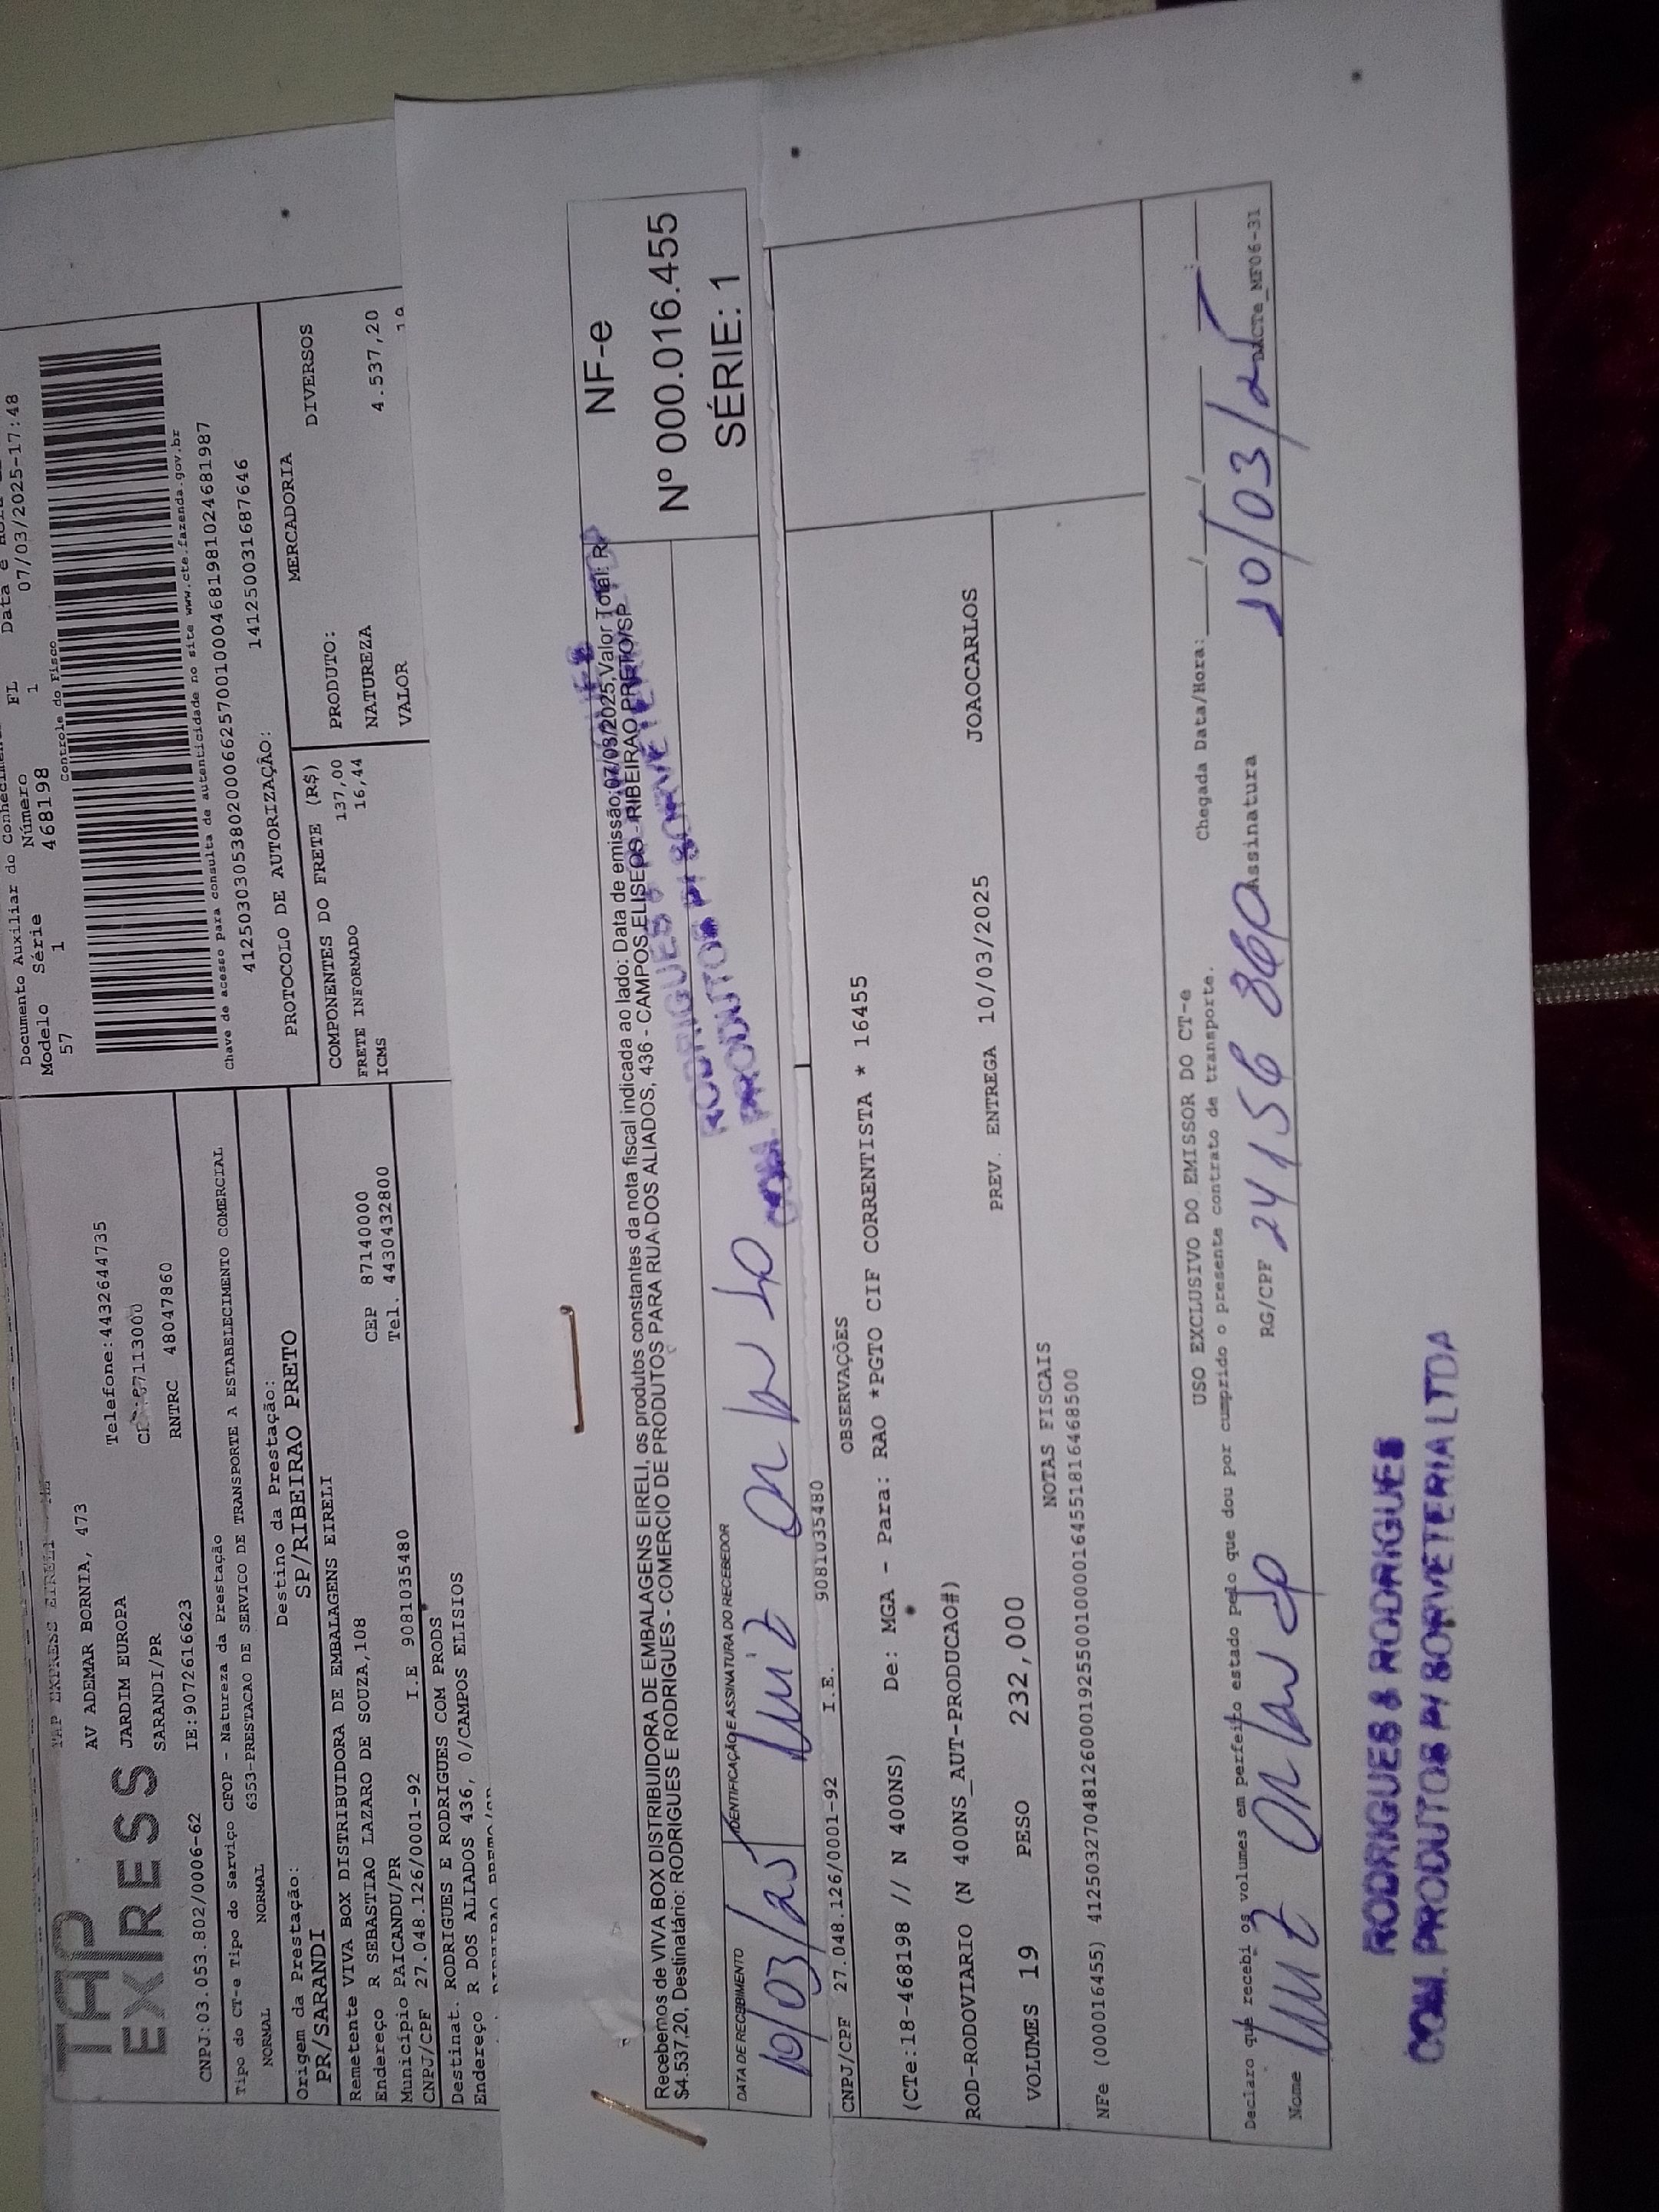 TAP
EXPRESS
TAP EXPRESS EIRELI
AV ADEMAR BORNIA, 473
Telefone:4432644735
JARDIM EUROPA
SARANDI/PR
CNPJ:03.053.802/0006-62 IE:9072616623 RNTRC 48047860
Tipo do CT-e Tipo do Serviço CFOP - Natureza da Prestação
NORMAL NORMAL 6353-PRESTACAO DE SERVICO DE TRANSPORTE A ESTABELECIMENTO COMERCIAL
Origem da Prestação: Destino da Prestação:
PR/SARANDI SP/RIBEIRAO PRETO
Remetente VIVA BOX DISTRIBUIDORA DE EMBALAGENS EIRELI
Endereço R SEBASTIAO LAZARO DE SOUZA,108 CEP 87140000
Município PAICANDU/PR Tel. 4430432800
CNPJ/CPF 27.048.126/0001-92 I.E 9081035480
Destinat. RODRIGUES E RODRIGUES COM PRODS
Endereço R DOS ALIADOS 436, 0/CAMPOS ELISIOS
Documento Auxiliar do
Modelo Série Número FL Data e
57 1 468198 1 07/03/2025-17:48
Controle do Fisco
Chave de acesso para consulta de autenticidade no site www.cte.fazenda.gov.br
41250303053802000662570010004681981024681987
PROTOCOLO DE AUTORIZAÇÃO: 141250031687646
COMPONENTES DO FRETE (R$)
FRETE INFORMADO 137,00
ICMS 16,44
MERCADORIA
PRODUTO: DIVERSOS
NATUREZA
VALOR 4.537,20
Recebemos de VIVA BOX DISTRIBUIDORA DE EMBALAGENS EIRELI, os produtos constantes da nota fiscal indicada ao lado: Data de emissão:07/03/2025,Valor Total: R
$4.537,20, Destinatário: RODRIGUES E RODRIGUES - COMERCIO DE PRODUTOS PARA RUA DOS ALIADOS, 436 - CAMPOS ELISEOS - RIBEIRAO PRETO/SP
NF-e
Nº 000.016.455
SÉRIE: 1
DATA DE RECEBIMENTO IDENTIFICAÇÃO E ASSINATURA DO RECEBEDOR
10/03/25 Luiz Orlando
RODRIGUES & RODRIGUES
COM. PRODUTOS P/ SORVETERIA
CNPJ/CPF 27.048.126/0001-92 I.E. 9081035480
OBSERVAÇÕES
(CTe:18-468198 // N 400NS) De: MGA - Para: RAO *PGTO CIF CORRENTISTA * 16455
ROD-RODOVIARIO (N 400NS_AUT-PRODUCAO#) JOAOCARLOS
VOLUMES 19 PESO 232,000 PREV. ENTREGA 10/03/2025
NOTAS FISCAIS
NFe (00016455) 41250327048126000192550010000164551816468500
USO EXCLUSIVO DO EMISSOR DO CT-e
Declaro que recebi os volumes em perfeito estado pelo que dou por cumprido o presente contrato de transporte. Chegada Data/Hora:
Nome Luiz Orlando RG/CPF Assinatura 10/03/25
DACTe_MF06-31
RODRIGUES & RODRIGUES
COM. PRODUTOS P/ SORVETERIA LTDA